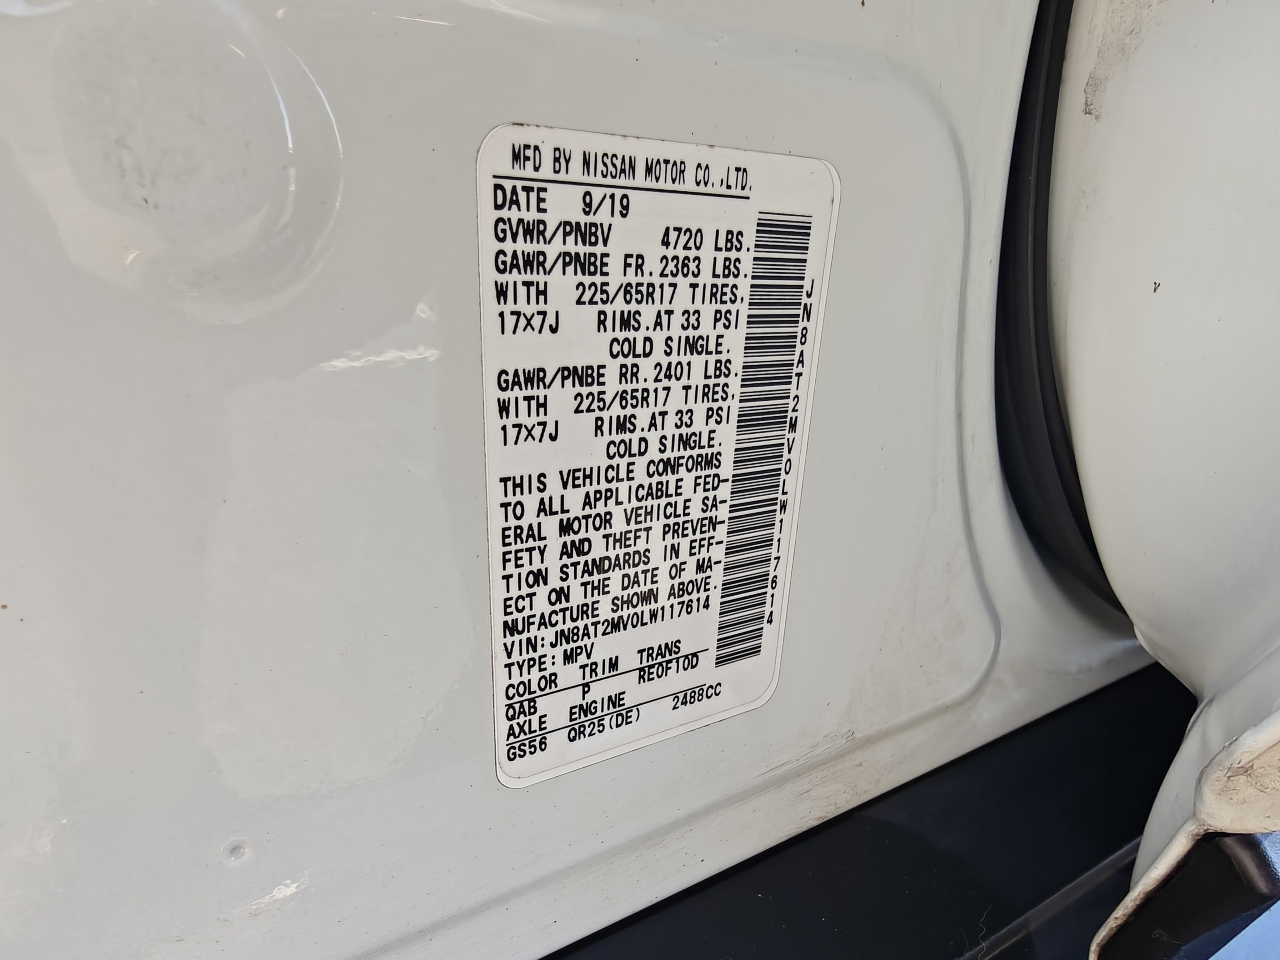 MFD BY NISSAN MOTOR CO.,LTD.
DATE 9/19
GVWR/PNBV 4720 LBS.
GAWR/PNBE FR. 2363 LBS.
WITH 225/65R17 TIRES,
17×7J RIMS. AT 33 PSI
COLD SINGLE.
GAWR/PNBE RR. 2401 LBS.
WITH 225/65R17 TIRES,
17×7J RIMS. AT 33 PSI
COLD SINGLE.
THIS VEHICLE CONFORMS
TO ALL APPLICABLE FED-
ERAL MOTOR VEHICLE SA-
FETY AND THEFT PREVEN-
TION STANDARDS IN EFF-
ECT ON THE DATE OF MA-
NUFACTURE SHOWN ABOVE.
VIN: JN8AT2MV0LW117614
TYPE: MPV
COLOR TRIM TRANS
QAB P RE0F10D
AXLE ENGINE
GS56 QR25(DE) 2488CC
JN8AT2MV0LW117614